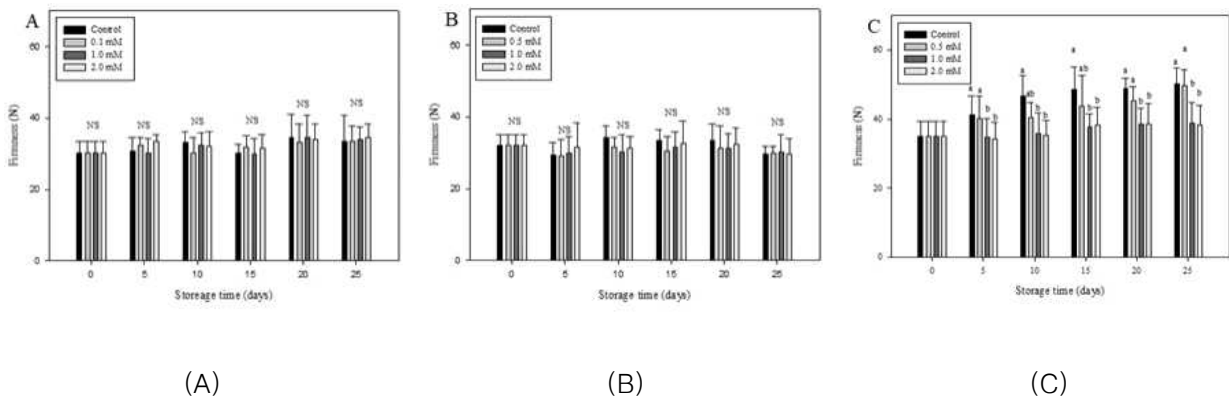 A
Control
0.1 mM
1.0 mM
2.0 mM
60
40
20
0
Firmness (N)
NS
NS
NS
NS
NS
NS
0
5
10
15
20
25
Storeage time (days)
B
Control
0.5 mM
1.0 mM
2.0 mM
60
40
20
0
Firmness (N)
NS
NS
NS
NS
NS
NS
0
5
10
15
20
25
Storage time (days)
C
Control
0.5 mM
1.0 mM
2.0 mM
60
40
20
0
Firmness (N)
a a b b
a ab b b
a ab b b
a a b b
a a b b
0
5
10
15
20
25
Storage time (days)
(A)
(B)
(C)